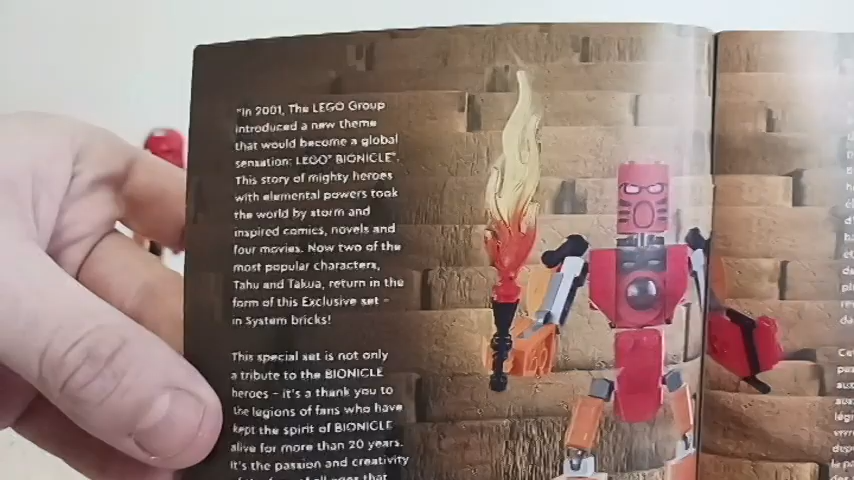 "In 2001, The LEGO Group
introduced a new theme
that would become a global
sensation: LEGO® BIONICLE®.
This story of mighty heroes
with elemental powers took
the world by storm and
inspired comics, novels and
four movies. Now two of the
most popular characters,
Tahu and Takua, return in the
form of this Exclusive set –
in System bricks!
This special set is not only
a tribute to the BIONICLE
heroes – it's a thank you to
the legions of fans who have
kept the spirit of BIONICLE
alive for more than 20 years.
It's the passion and creativity
of all ages that